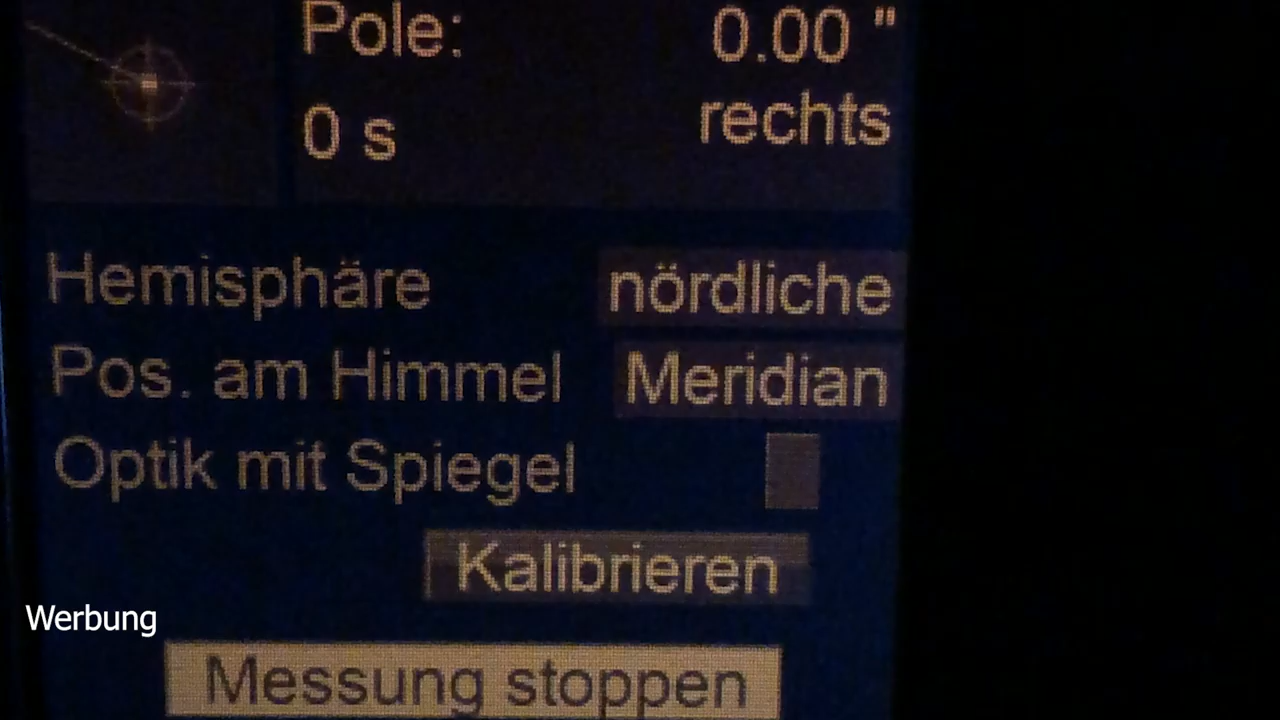 Pole: 0.00 "
0 s rechts
Hemisphäre nördliche
Pos. am Himmel Meridian
Optik mit Spiegel
Kalibrieren
Werbung
Messung stoppen